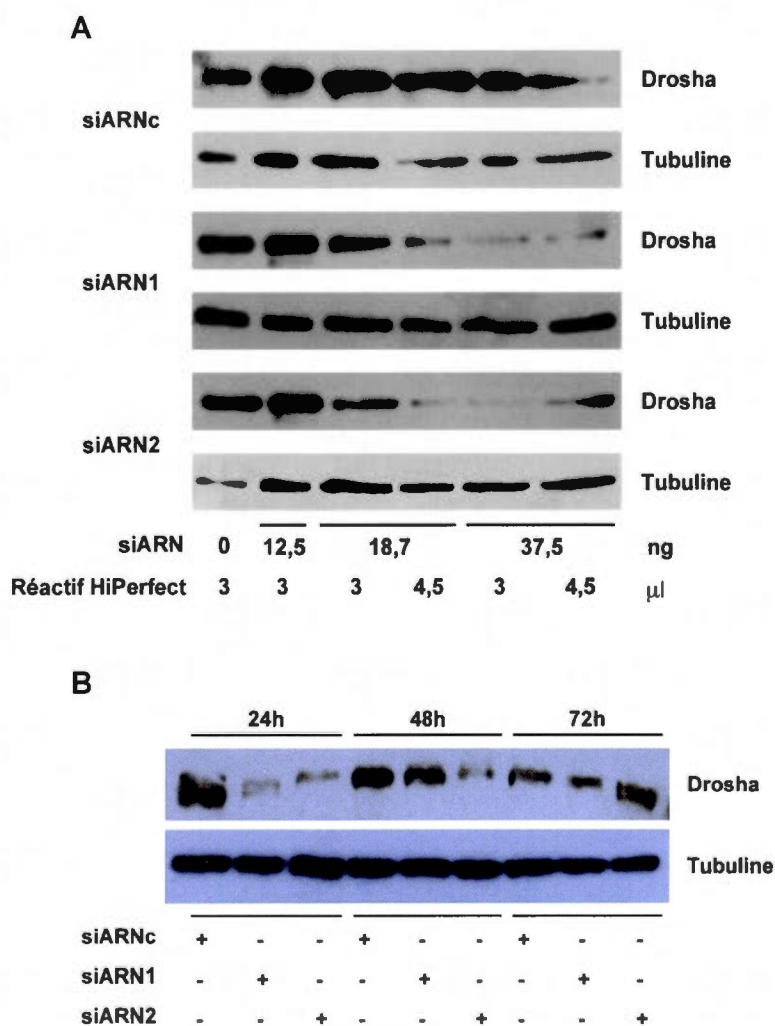 A
Drosha
siARNc
Tubuline
Drosha
siARN1
Tubuline
Drosha
siARN2
Tubuline
siARN 0 12,5 18,7 37,5 ng
Réactif HiPerfect 3 3 3 4,5 3 4,5 µl
B
24h 48h 72h
Drosha
Tubuline
siARNc + - - + - - + - -
siARN1 - + - - + - - + -
siARN2 - - + - - + - - +